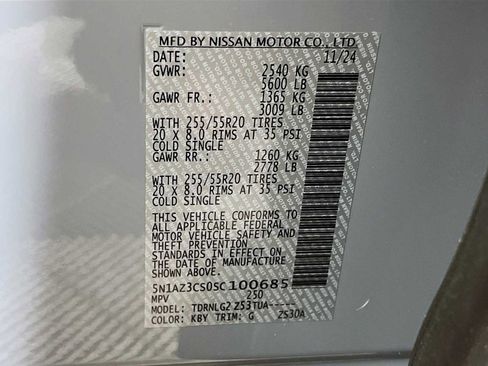 MFD BY NISSAN MOTOR CO., LTD
DATE: 11/24
GVWR: 2540 KG
5600 LB
GAWR FR.: 1365 KG
3009 LB
WITH 255/55R20 TIRES
20 X 8.0 RIMS AT 35 PSI
COLD SINGLE
GAWR RR.: 1260 KG
2778 LB
WITH 255/55R20 TIRES
20 X 8.0 RIMS AT 35 PSI
COLD SINGLE
THIS VEHICLE CONFORMS TO
ALL APPLICABLE FEDERAL
MOTOR VEHICLE SAFETY AND
THEFT PREVENTION
STANDARDS IN EFFECT ON
THE DATE OF MANUFACTURE
SHOWN ABOVE.
5N1AZ3CS0SC100685
MPV 250
TDRNLG2 Z53TUA-----
COLOR: KBY TRIM: G Z530A